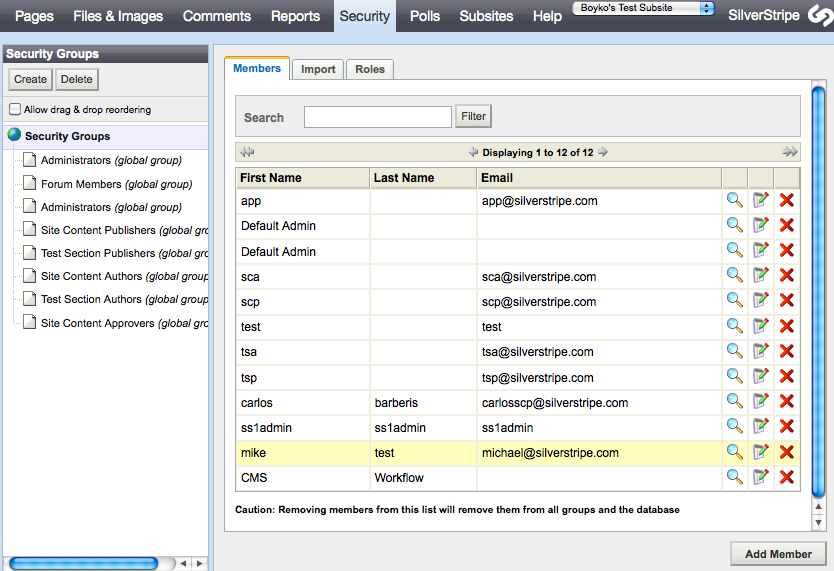 Pages Files & Images Comments Reports Security Polls Subsites Help Boyko's Test Subsite SilverStripe
Security Groups
Create Delete
Allow drag & drop reordering
Security Groups
Administrators (global group)
Forum Members (global group)
Administrators (global group)
Site Content Publishers (global gro
Test Section Publishers (global gro
Site Content Authors (global group
Test Section Authors (global group
Site Content Approvers (global gro
Members Import Roles
Search Filter
Displaying 1 to 12 of 12
First Name Last Name Email
app app@silverstripe.com
Default Admin
Default Admin
sca sca@silverstripe.com
scp scp@silverstripe.com
test test
tsa tsa@silverstripe.com
tsp tsp@silverstripe.com
carlos barberis carlosscp@silverstripe.com
ss1admin ss1admin ss1admin
mike test michael@silverstripe.com
CMS Workflow
Caution: Removing members from this list will remove them from all groups and the database
Add Member